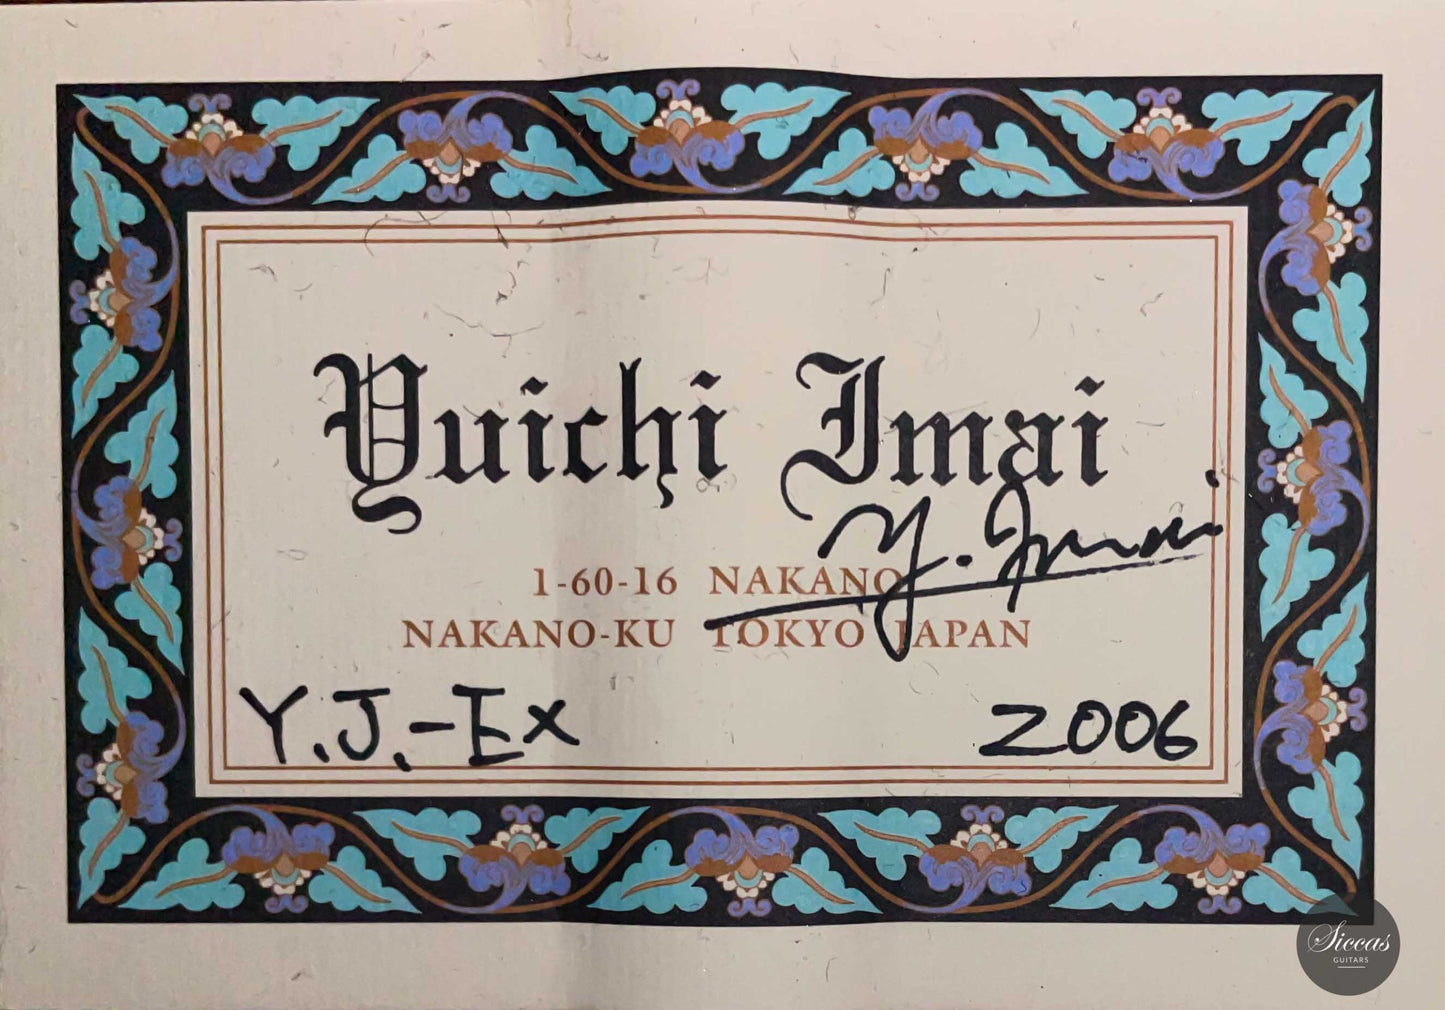 Yuichi Imai
Y. Imai
1-60-16 NAKANO
NAKANO-KU TOKYO JAPAN
Y.J.-Ex 2006
Siccas
GUITARS